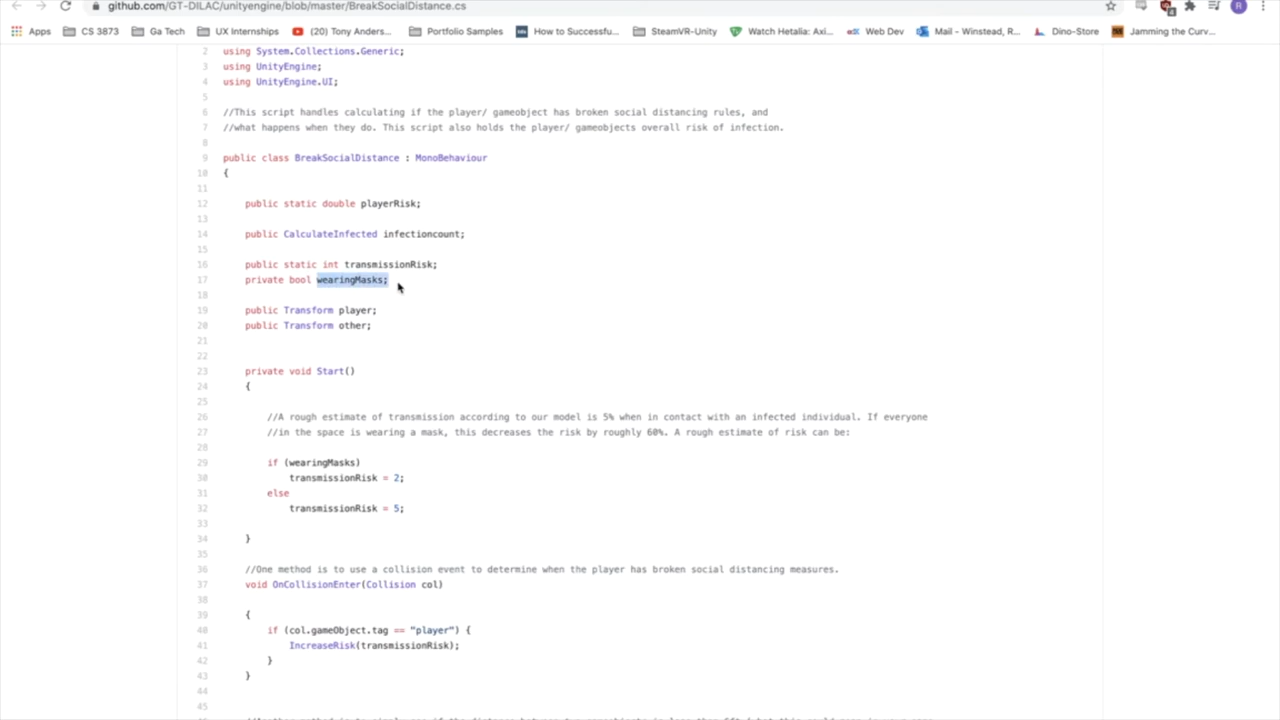 github.com/GT-DILAC/unityengine/blob/master/BreakSocialDistance.cs
R
Apps CS 3873 Ga Tech UX Internships (20) Tony Anders... Portfolio Samples How to Successfu... SteamVR-Unity Watch Hetalia: Axi... Web Dev Mail - Winstead, R... Dino-Store Jamming the Curv...
2 using System.Collections.Generic;
3 using UnityEngine;
4 using UnityEngine.UI;
5
6 //This script handles calculating if the player/ gameobject has broken social distancing rules, and
7 //what happens when they do. This script also holds the player/ gameobjects overall risk of infection.
8
9 public class BreakSocialDistance : MonoBehaviour
10 {
11
12 public static double playerRisk;
13
14 public CalculateInfected infectioncount;
15
16 public static int transmissionRisk;
17 private bool wearingMasks;
18
19 public Transform player;
20 public Transform other;
21
22
23 private void Start()
24 {
25
26 //A rough estimate of transmission according to our model is 5% when in contact with an infected individual. If everyone
27 //in the space is wearing a mask, this decreases the risk by roughly 60%. A rough estimate of risk can be:
28
29 if (wearingMasks)
30 transmissionRisk = 2;
31 else
32 transmissionRisk = 5;
33
34 }
35
36 //One method is to use a collision event to determine when the player has broken social distancing measures.
37 void OnCollisionEnter(Collision col)
38
39 {
40 if (col.gameObject.tag == "player") {
41 IncreaseRisk(transmissionRisk);
42 }
43 }
44
45